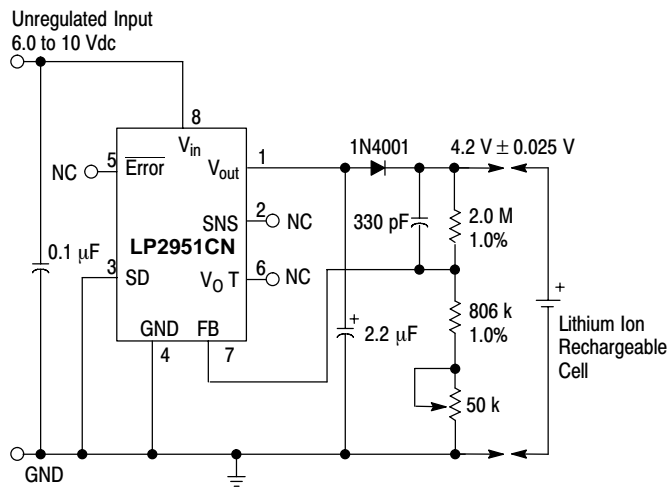 Unregulated Input
6.0 to 10 Vdc
8
Vin
5
Error
Vout
1
1N4001
4.2 V ± 0.025 V
NC
SNS
2
NC
330 pF
2.0 M
1.0%
LP2951CN
0.1 µF
3
SD
VO T
6
NC
806 k
1.0%
+
Lithium Ion
Rechargeable
Cell
GND
FB
4
7
+
2.2 µF
50 k
GND